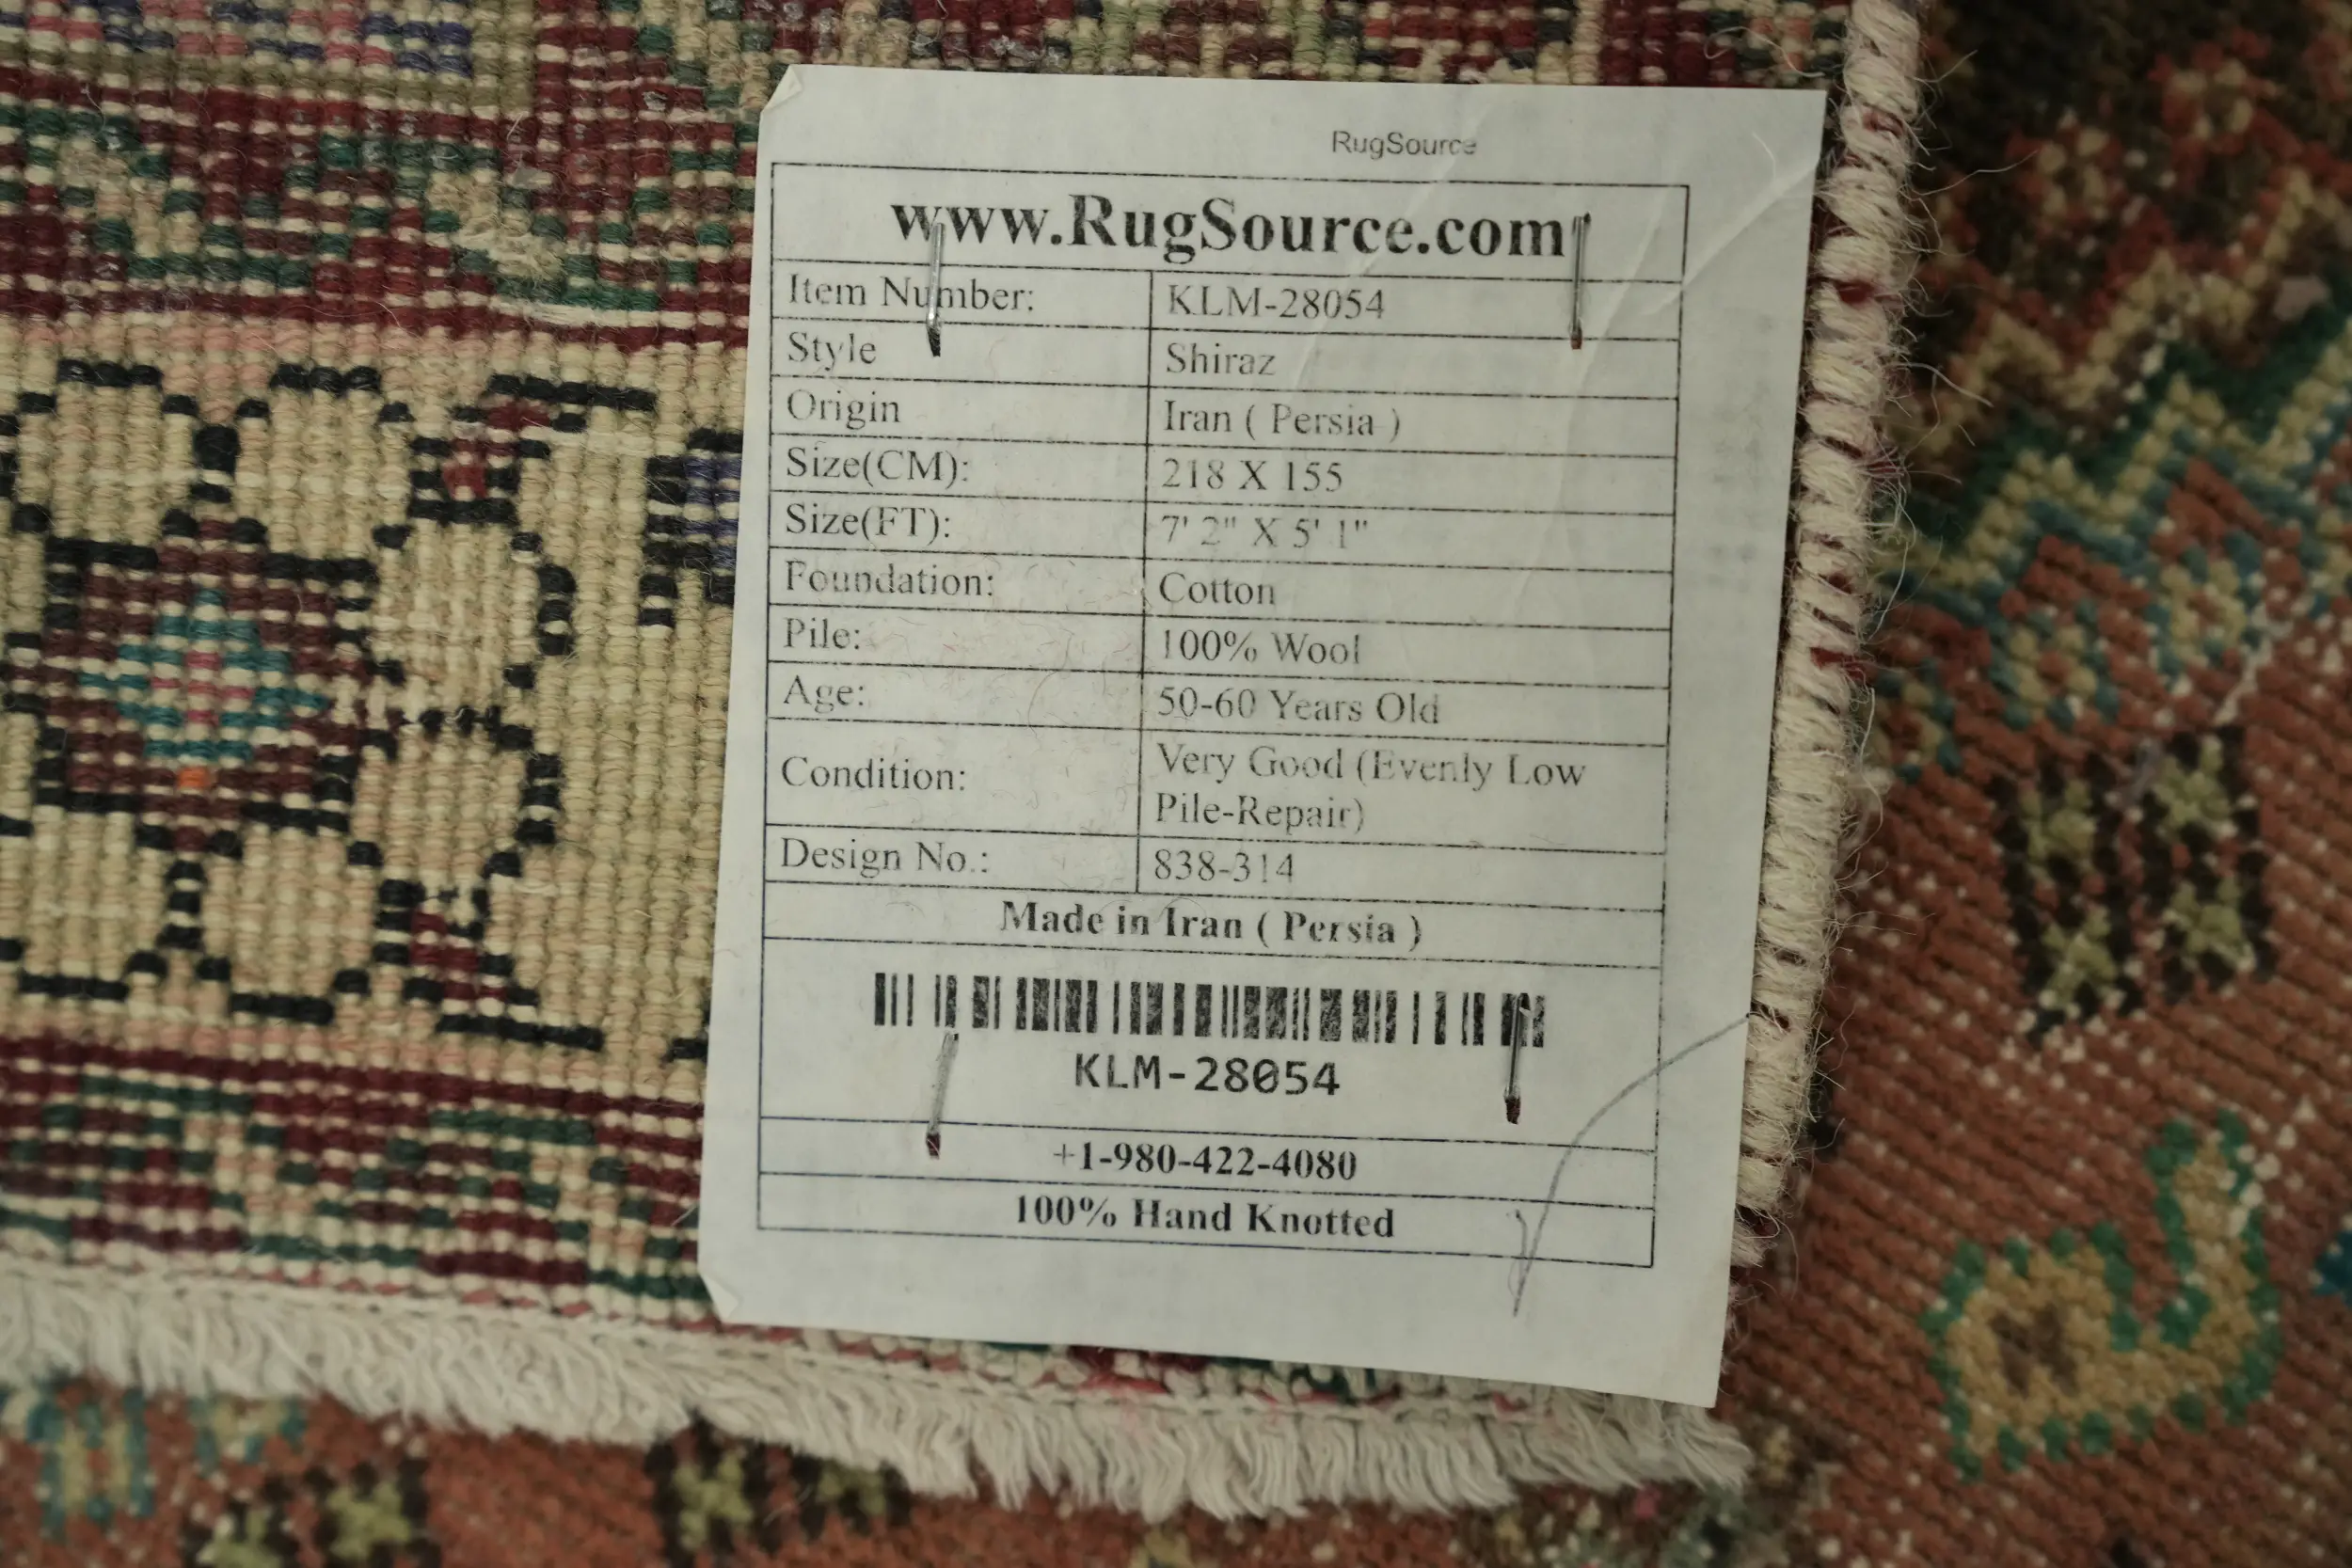 RugSource
www.RugSource.com
Item Number: KLM-28054
Style Shiraz
Origin Iran ( Persia )
Size(CM): 218 X 155
Size(FT): 7' 2" X 5' 1"
Foundation: Cotton
Pile: 100% Wool
Age: 50-60 Years Old
Condition: Very Good (Evenly Low
Pile-Repair)
Design No.: 838-314
Made in Iran ( Persia )
KLM-28054
+1-980-422-4080
100% Hand Knotted